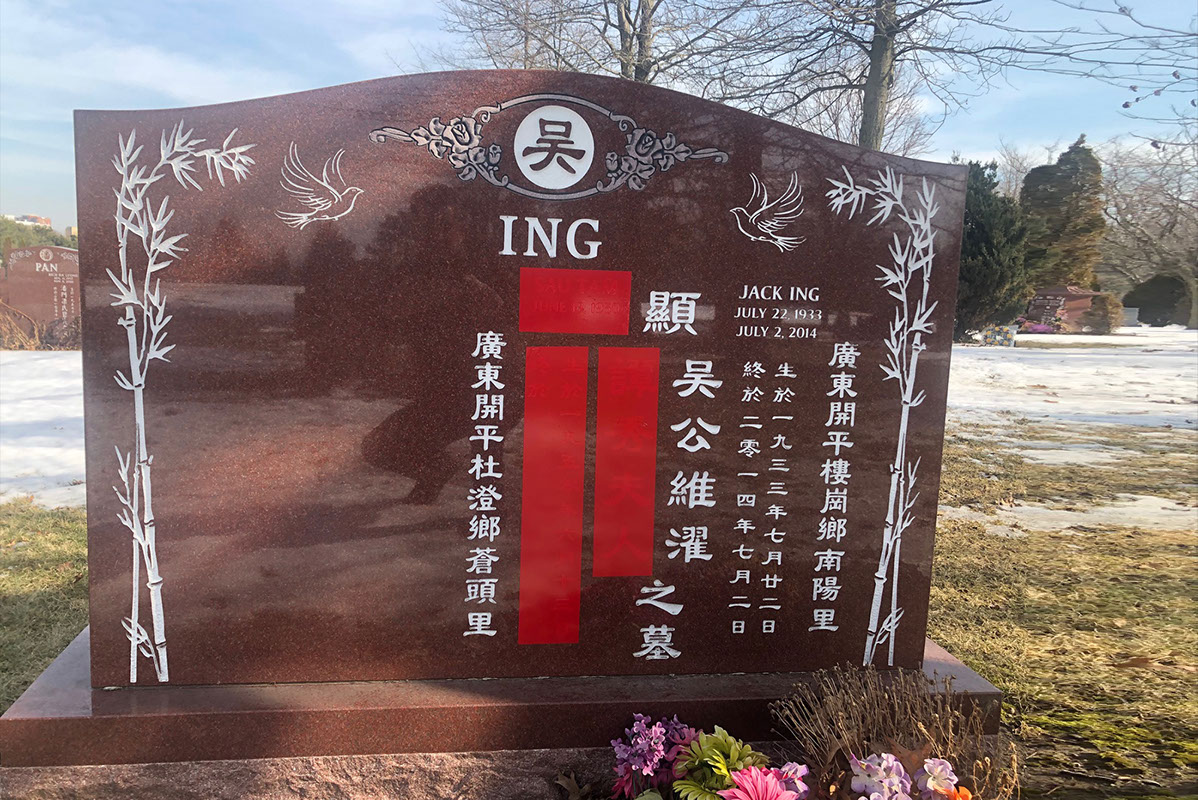 吴
ING
JACK ING
JULY 22, 1933
JULY 2, 2014
廣東開平樓崗鄉南陽里
生於一九三三年七月廿二日
終於二零一四年七月二日
顯
吴公維濯
之墓
廣東開平杜澄鄉蒼頭里
PAN